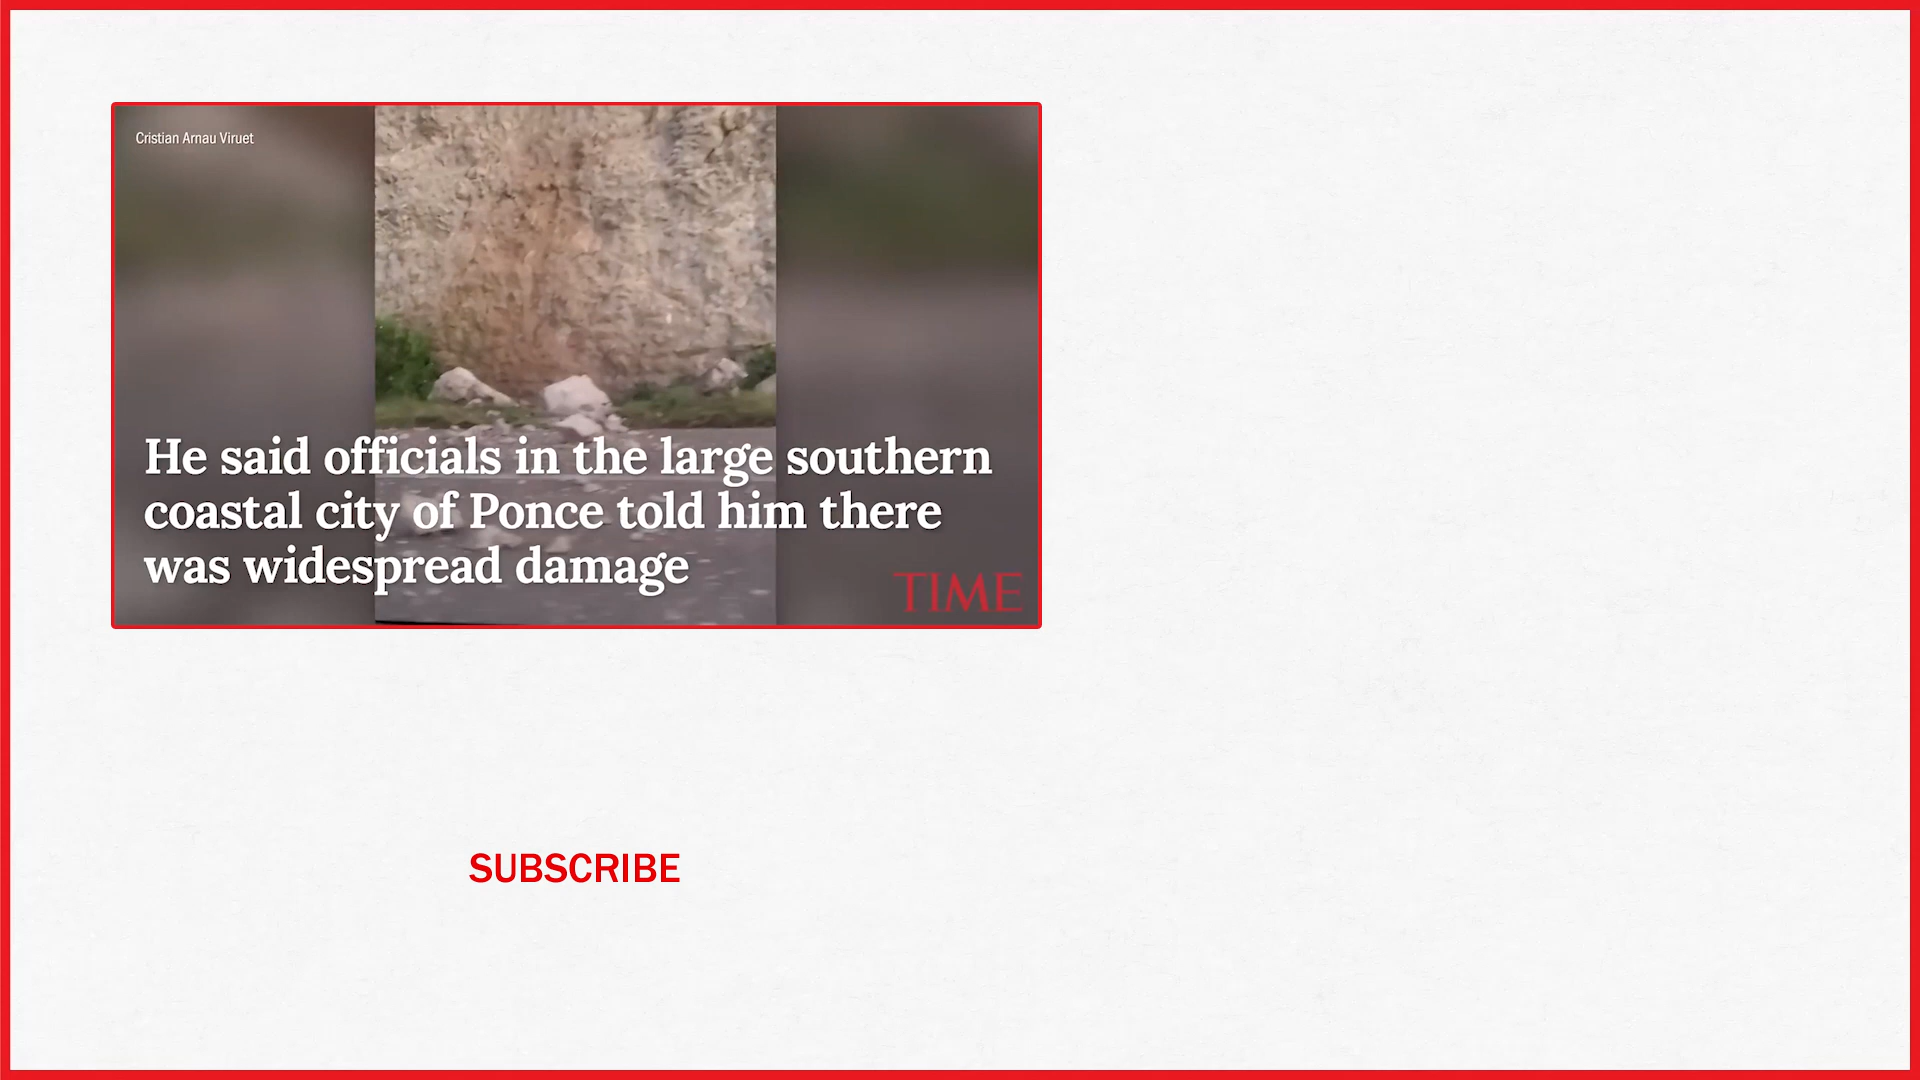 Cristian Arnau Viruet
He said officials in the large southern
coastal city of Ponce told him there
was widespread damage
TIME
SUBSCRIBE